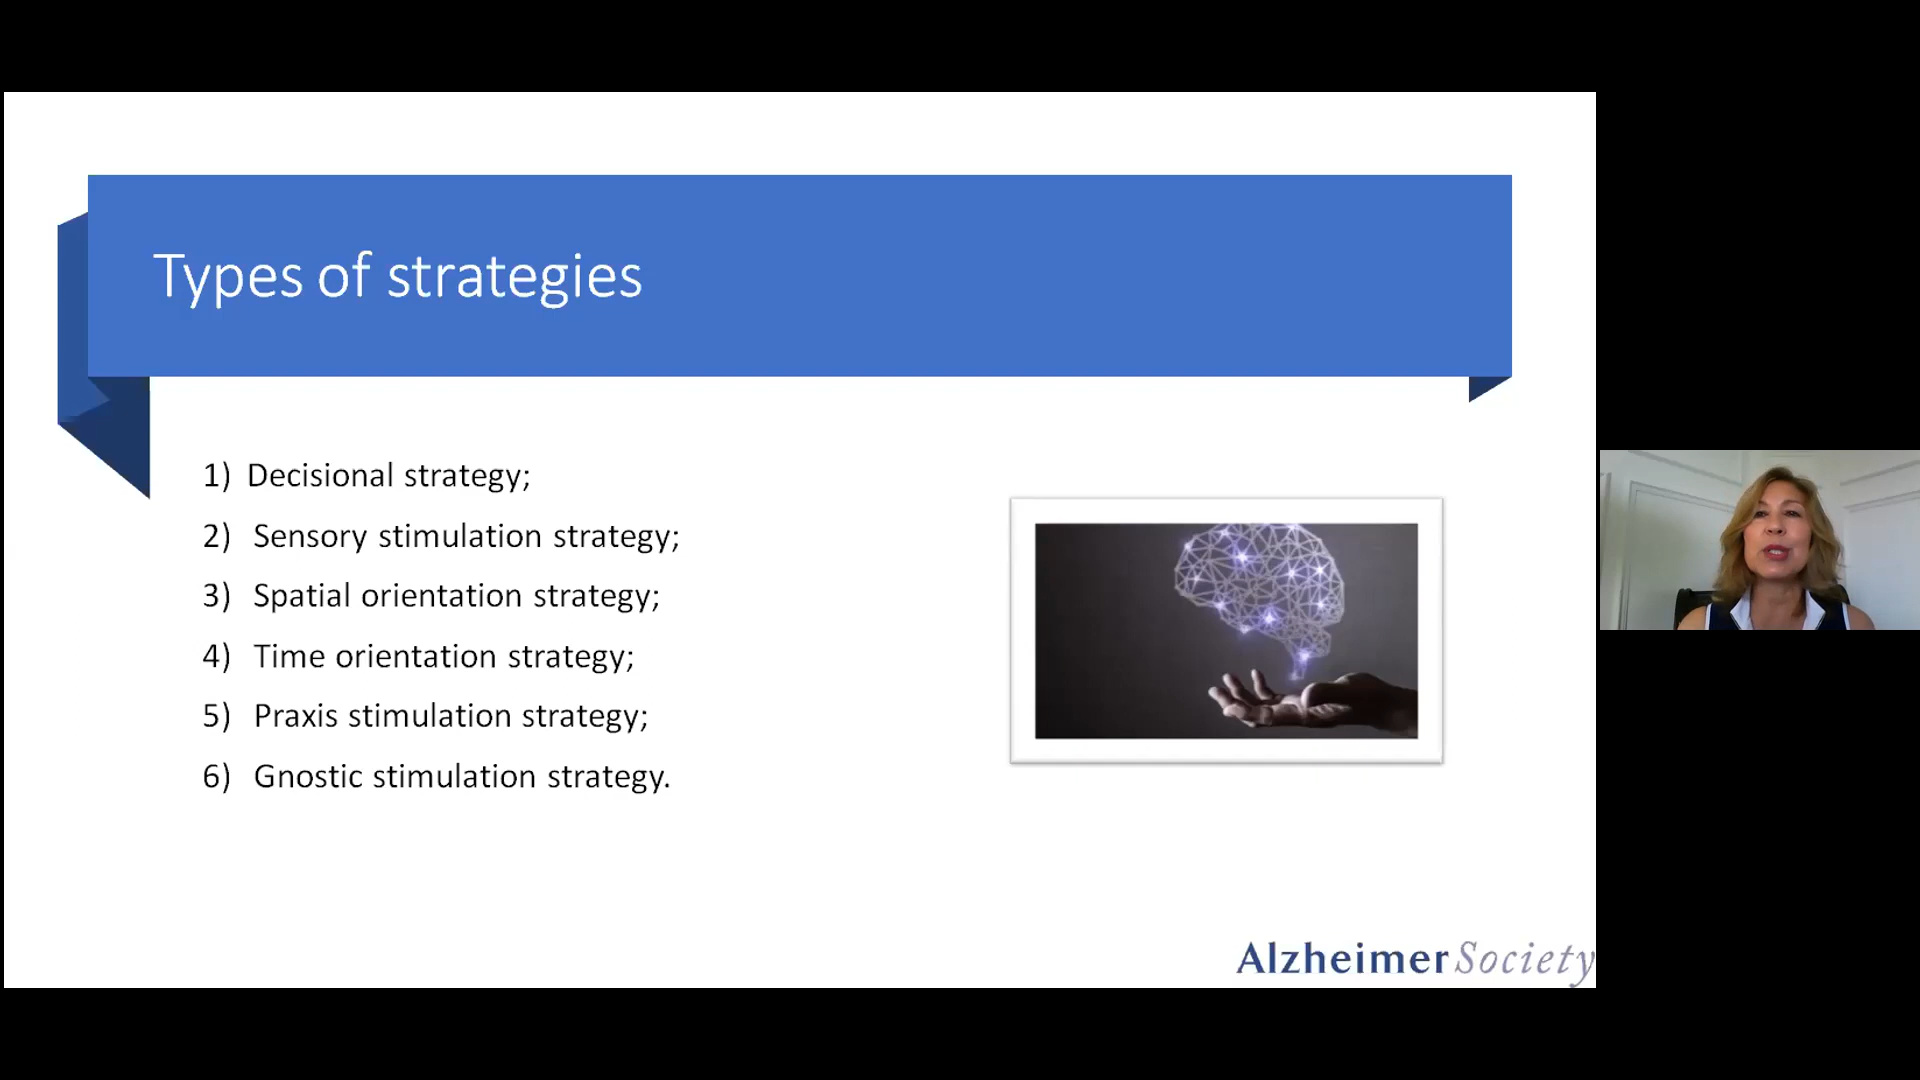 Types of strategies
1) Decisional strategy;
2) Sensory stimulation strategy;
3) Spatial orientation strategy;
4) Time orientation strategy;
5) Praxis stimulation strategy;
6) Gnostic stimulation strategy.
Alzheimer Society